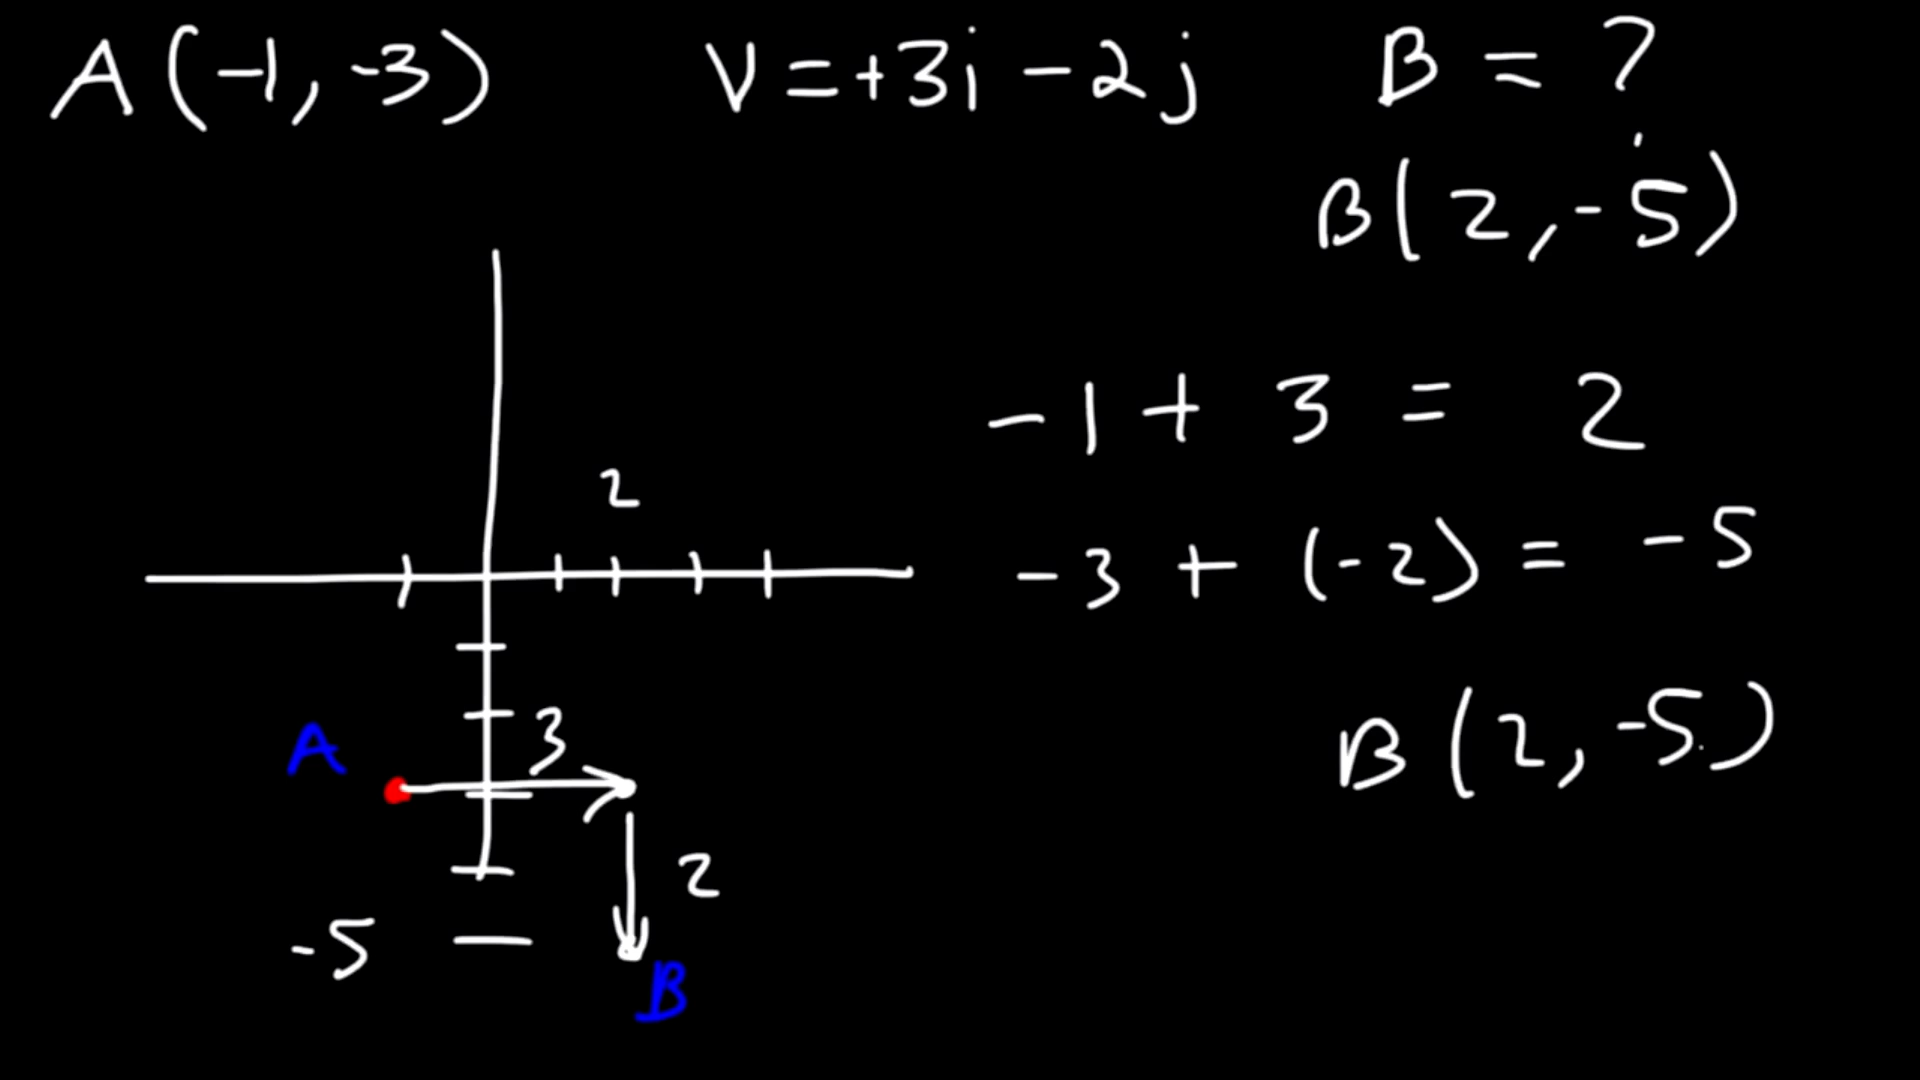 A(-1, -3) V = +3i - 2j B = ?
B(2, -5)
-1 + 3 = 2
2
-3 + (-2) = -5
B(2, -5)
A 3
2
-5
B